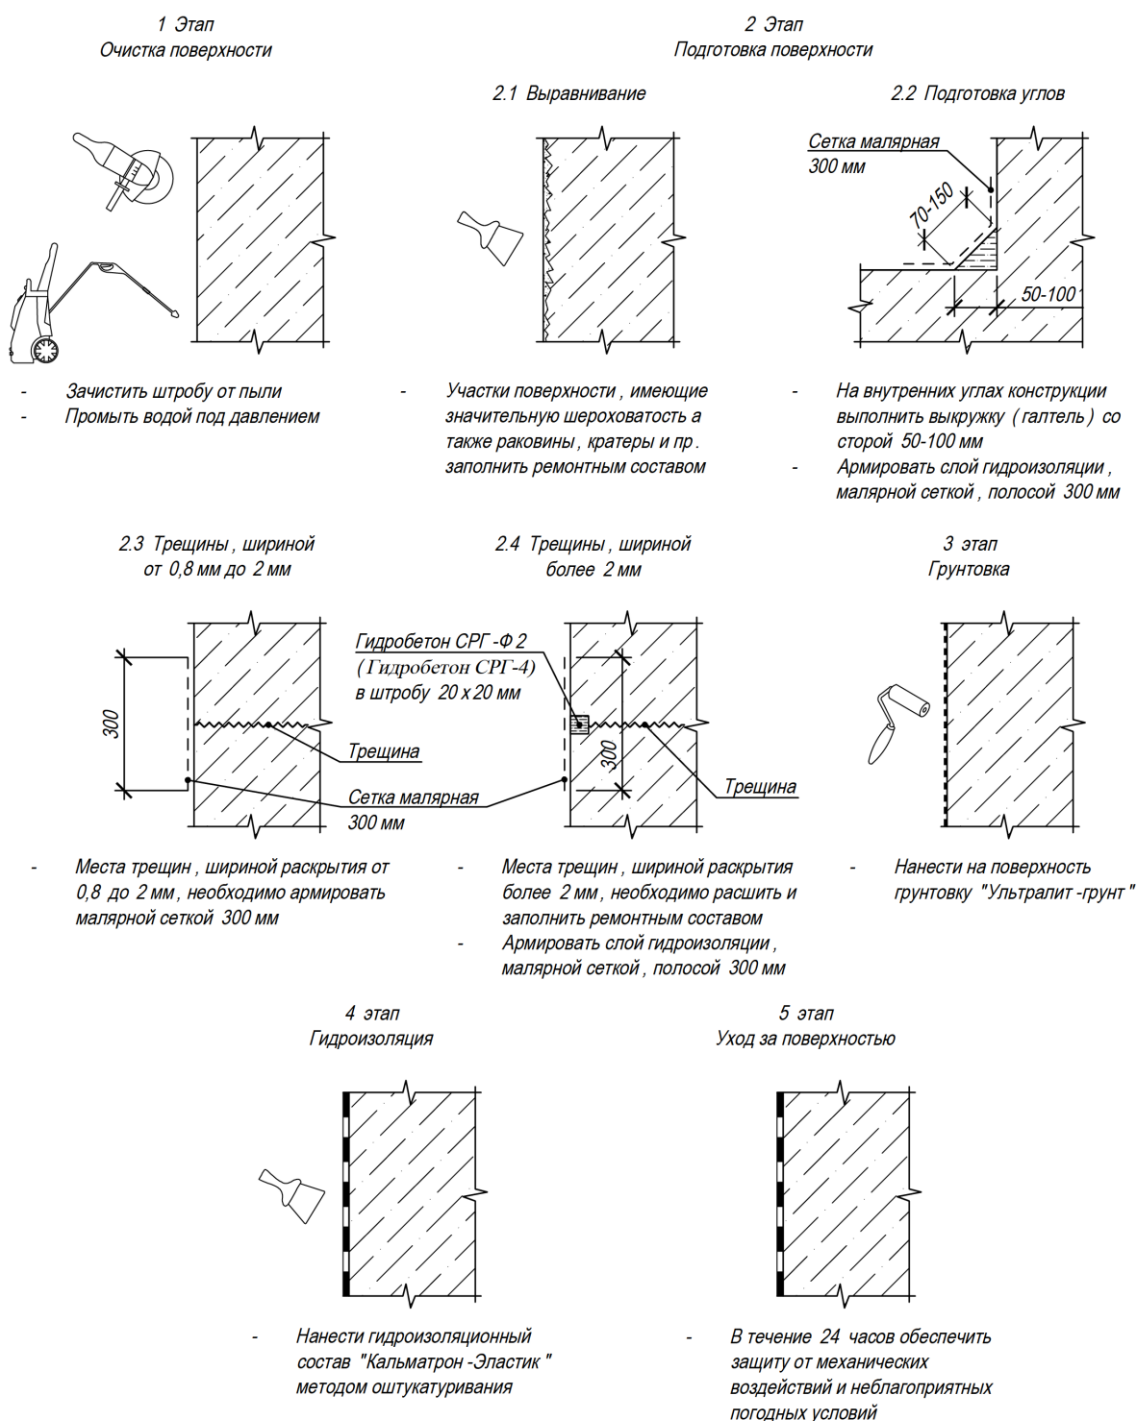 1 Этап
Очистка поверхности
2 Этап
Подготовка поверхности
2.1 Выравнивание
2.2 Подготовка углов
Сетка малярная
300 мм
70-150
50-100
- Зачистить штробу от пыли
- Промыть водой под давлением
- Участки поверхности, имеющие
значительную шероховатость а
также раковины, кратеры и пр.
заполнить ремонтным составом
- На внутренних углах конструкции
выполнить выкружку (галтель) со
сторой 50-100 мм
- Армировать слой гидроизоляции,
малярной сеткой, полосой 300 мм
2.3 Трещины, шириной
от 0,8 мм до 2 мм
2.4 Трещины, шириной
более 2 мм
3 этап
Грунтовка
300
Трещина
Сетка малярная
300 мм
Гидробетон СРГ-Ф2
(Гидробетон СРГ-4)
в штробу 20х20 мм
300
Трещина
- Места трещин, шириной раскрытия от
0,8 до 2 мм, необходимо армировать
малярной сеткой 300 мм
- Места трещин, шириной раскрытия
более 2 мм, необходимо расшить и
заполнить ремонтным составом
- Армировать слой гидроизоляции,
малярной сеткой, полосой 300 мм
- Нанести на поверхность
грунтовку "Ультралит-грунт"
4 этап
Гидроизоляция
5 этап
Уход за поверхностью
- Нанести гидроизоляционный
состав "Кальматрон-Эластик"
методом оштукатуривания
- В течение 24 часов обеспечить
защиту от механических
воздействий и неблагоприятных
погодных условий